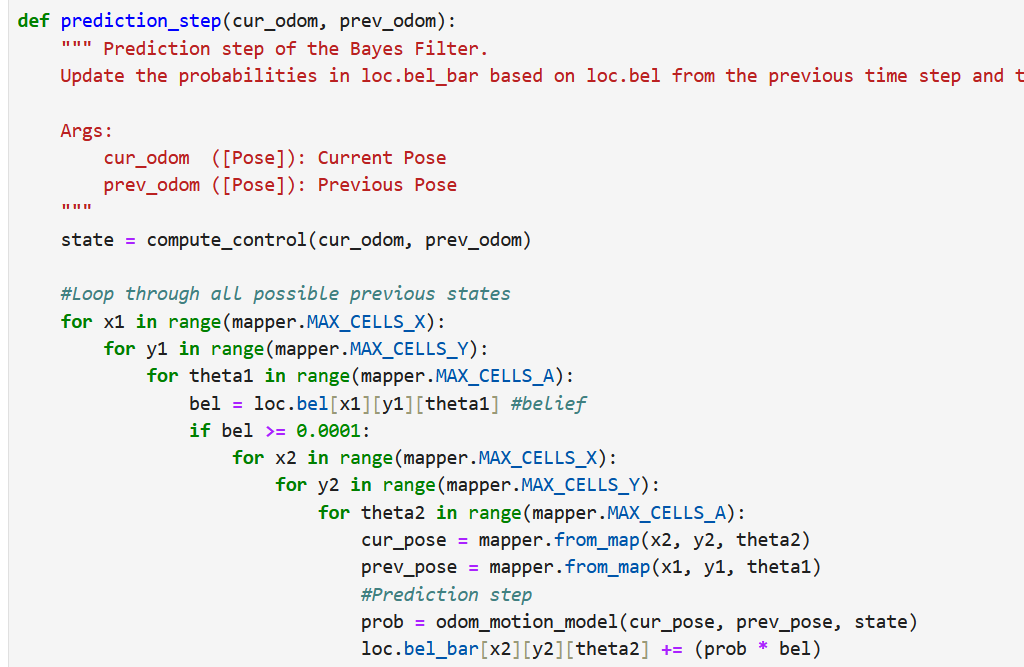 def prediction_step(cur_odom, prev_odom):
    """ Prediction step of the Bayes Filter.
    Update the probabilities in loc.bel_bar based on loc.bel from the previous time step and t

    Args:
        cur_odom  ([Pose]): Current Pose
        prev_odom ([Pose]): Previous Pose
    """
    state = compute_control(cur_odom, prev_odom)

    #Loop through all possible previous states
    for x1 in range(mapper.MAX_CELLS_X):
        for y1 in range(mapper.MAX_CELLS_Y):
            for theta1 in range(mapper.MAX_CELLS_A):
                bel = loc.bel[x1][y1][theta1] #belief
                if bel >= 0.0001:
                    for x2 in range(mapper.MAX_CELLS_X):
                        for y2 in range(mapper.MAX_CELLS_Y):
                            for theta2 in range(mapper.MAX_CELLS_A):
                                cur_pose = mapper.from_map(x2, y2, theta2)
                                prev_pose = mapper.from_map(x1, y1, theta1)
                                #Prediction step
                                prob = odom_motion_model(cur_pose, prev_pose, state)
                                loc.bel_bar[x2][y2][theta2] += (prob * bel)